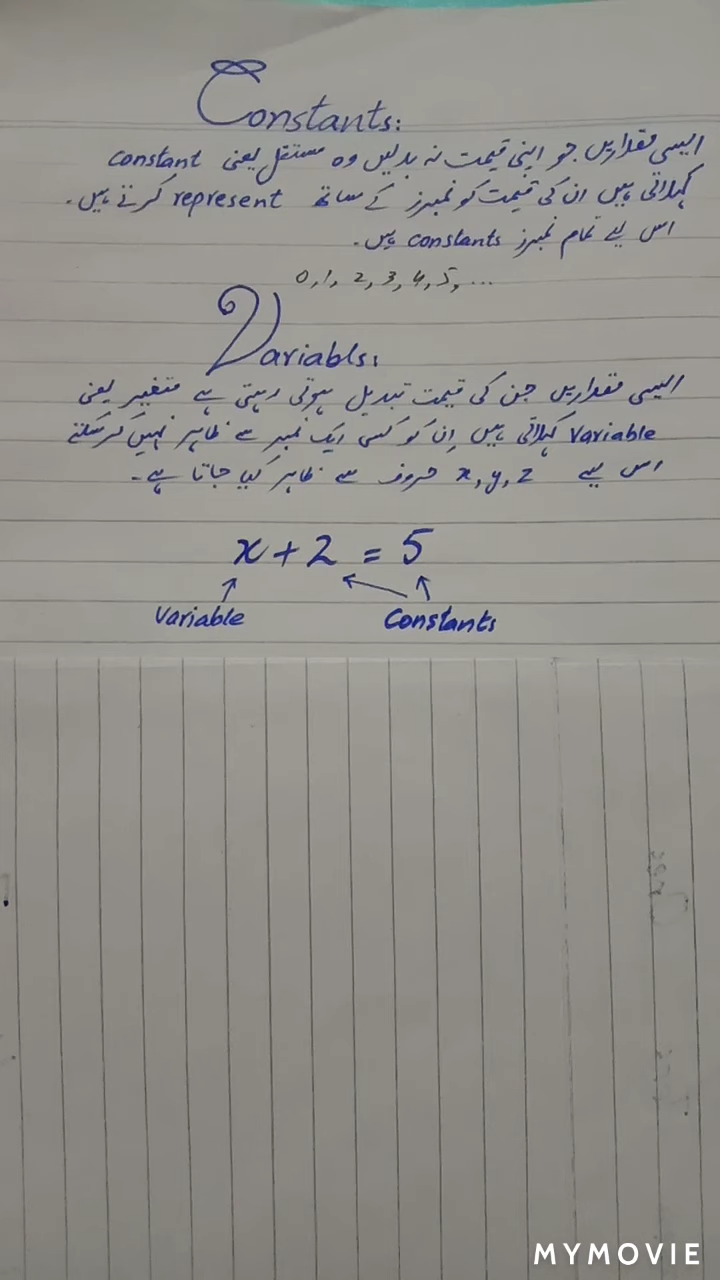 Constants:
ایسی مقداریں جو اپنی قیمت نہ بدلیں وہ مستقل یعنی constant
کہلاتی ہیں ان کی قیمت کو نمبرز کے ساتھ represent کرتے ہیں۔
اس لیے تمام نمبرز constants ہیں۔
0, 1, 2, 3, 4, 5, ...
Variabls:
ایسی مقداریں جن کی قیمت تبدیل ہوتی رہتی ہے متغیر یعنی
Variable کہلاتی ہیں اِن کو کسی ایک نمبر سے ظاہر نہیں کرسکتے
اس لیے x, y, z حروف سے ظاہر کیا جاتا ہے۔
x + 2 = 5
Variable Constants
MYMOVIE